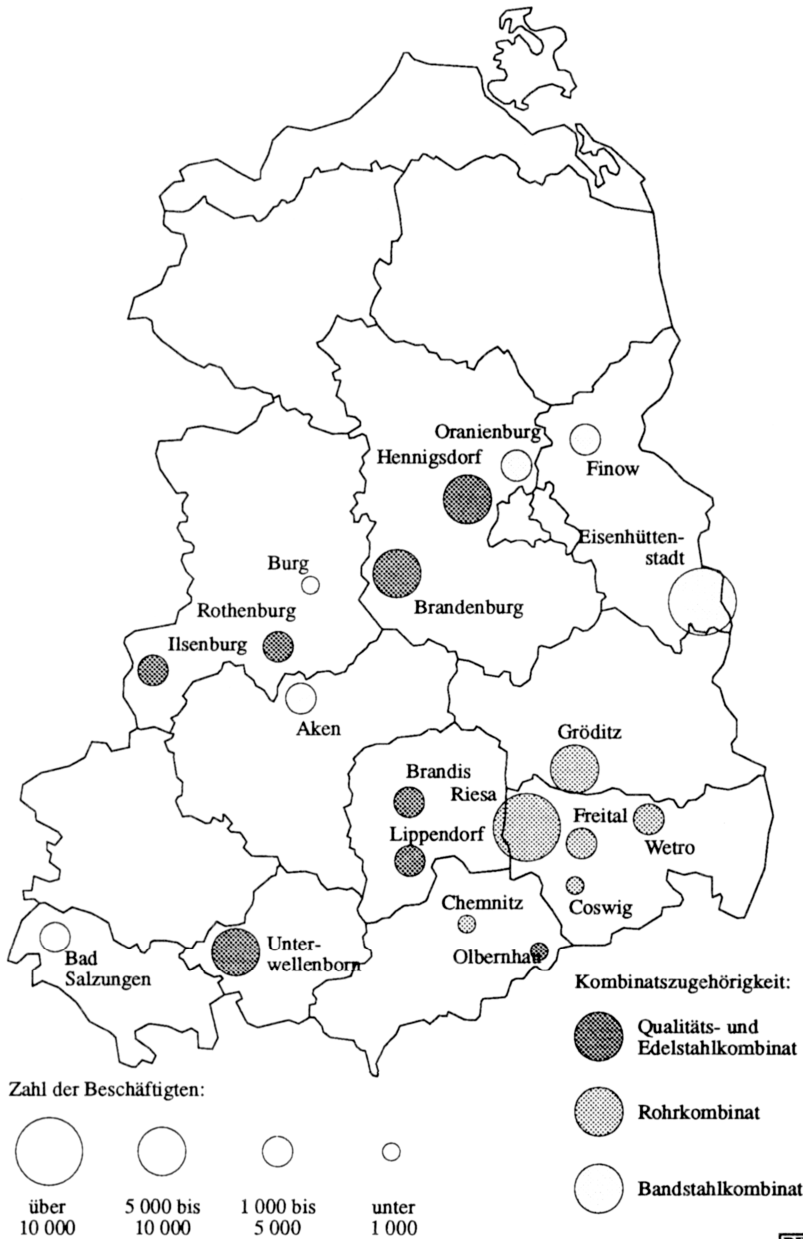 Oranienburg
Hennigsdorf
Finow
Eisenhütten-
stadt
Burg
Brandenburg
Rothenburg
Ilsenburg
Aken
Gröditz
Brandis
Riesa
Freital
Lippendorf
Wetro
Chemnitz
Coswig
Unter-
wellenborn
Olbernhau
Bad
Salzungen
Kombinatszugehörigkeit:
Qualitäts- und
Edelstahlkombinat
Rohrkombinat
Bandstahlkombinat
Zahl der Beschäftigten:
über
10 000
5 000 bis
10 000
1 000 bis
5 000
unter
1 000